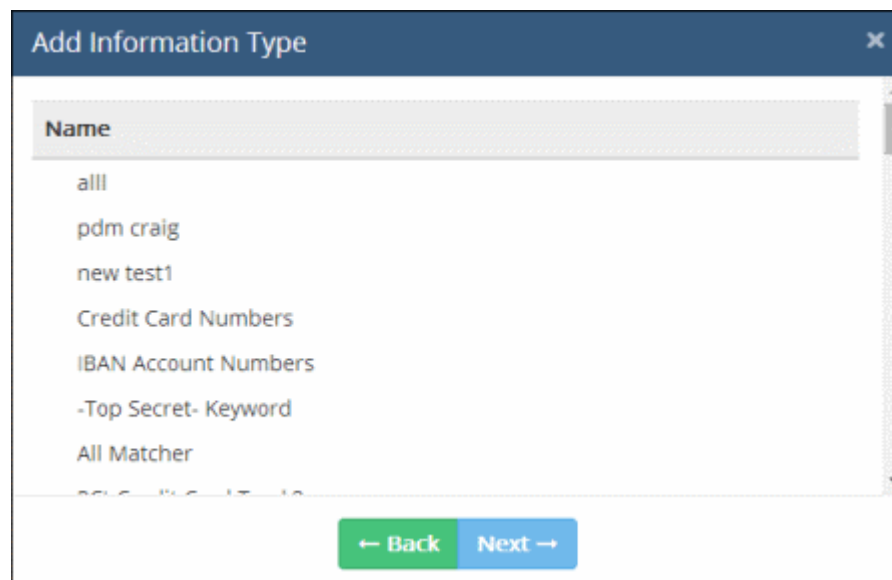 Add Information Type ×
Name
alll
pdm craig
new test1
Credit Card Numbers
IBAN Account Numbers
-Top Secret- Keyword
All Matcher
← Back Next →